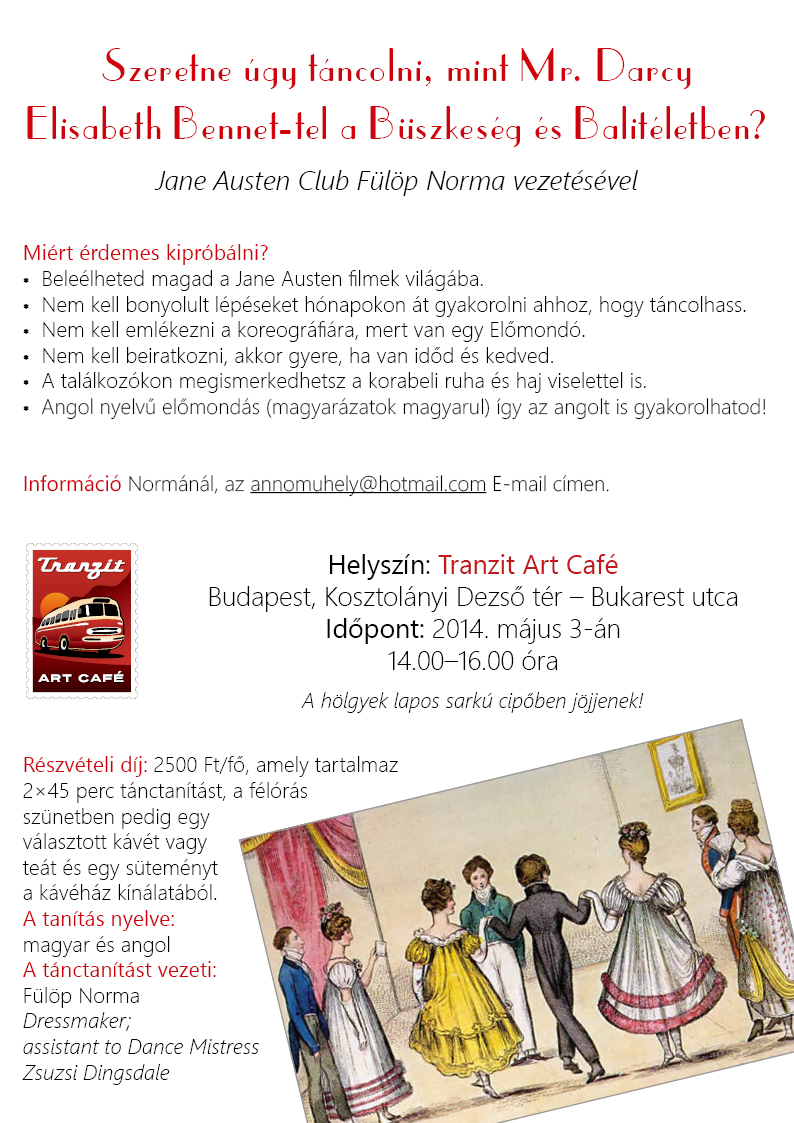 Szeretne úgy táncolni, mint Mr. Darcy
Elisabeth Bennet-tel a Büszkeség és Balitéletben?
Jane Austen Club Fülöp Norma vezetésével
Miért érdemes kipróbálni?
• Beleélheted magad a Jane Austen filmek világába.
• Nem kell bonyolult lépéseket hónapokon át gyakorolni ahhoz, hogy táncolhass.
• Nem kell emlékezni a koreográfiára, mert van egy Előmondó.
• Nem kell beiratkozni, akkor gyere, ha van időd és kedved.
• A találkozókon megismerkedhetsz a korabeli ruha és haj viselettel is.
• Angol nyelvű előmondás (magyarázatok magyarul) így az angolt is gyakorolhatod!
Információ Normánál, az annomuhely@hotmail.com E-mail címen.
Tranzit
ART CAFÉ
Helyszín: Tranzit Art Café
Budapest, Kosztolányi Dezső tér – Bukarest utca
Időpont: 2014. május 3-án
14.00–16.00 óra
A hölgyek lapos sarkú cipőben jöjjenek!
Részvételi díj: 2500 Ft/fő, amely tartalmaz
2×45 perc tánctanítást, a félórás
szünetben pedig egy
választott kávét vagy
teát és egy süteményt
a kávéház kínálatából.
A tanítás nyelve:
magyar és angol
A tánctanítást vezeti:
Fülöp Norma
Dressmaker;
assistant to Dance Mistress
Zsuzsi Dingsdale